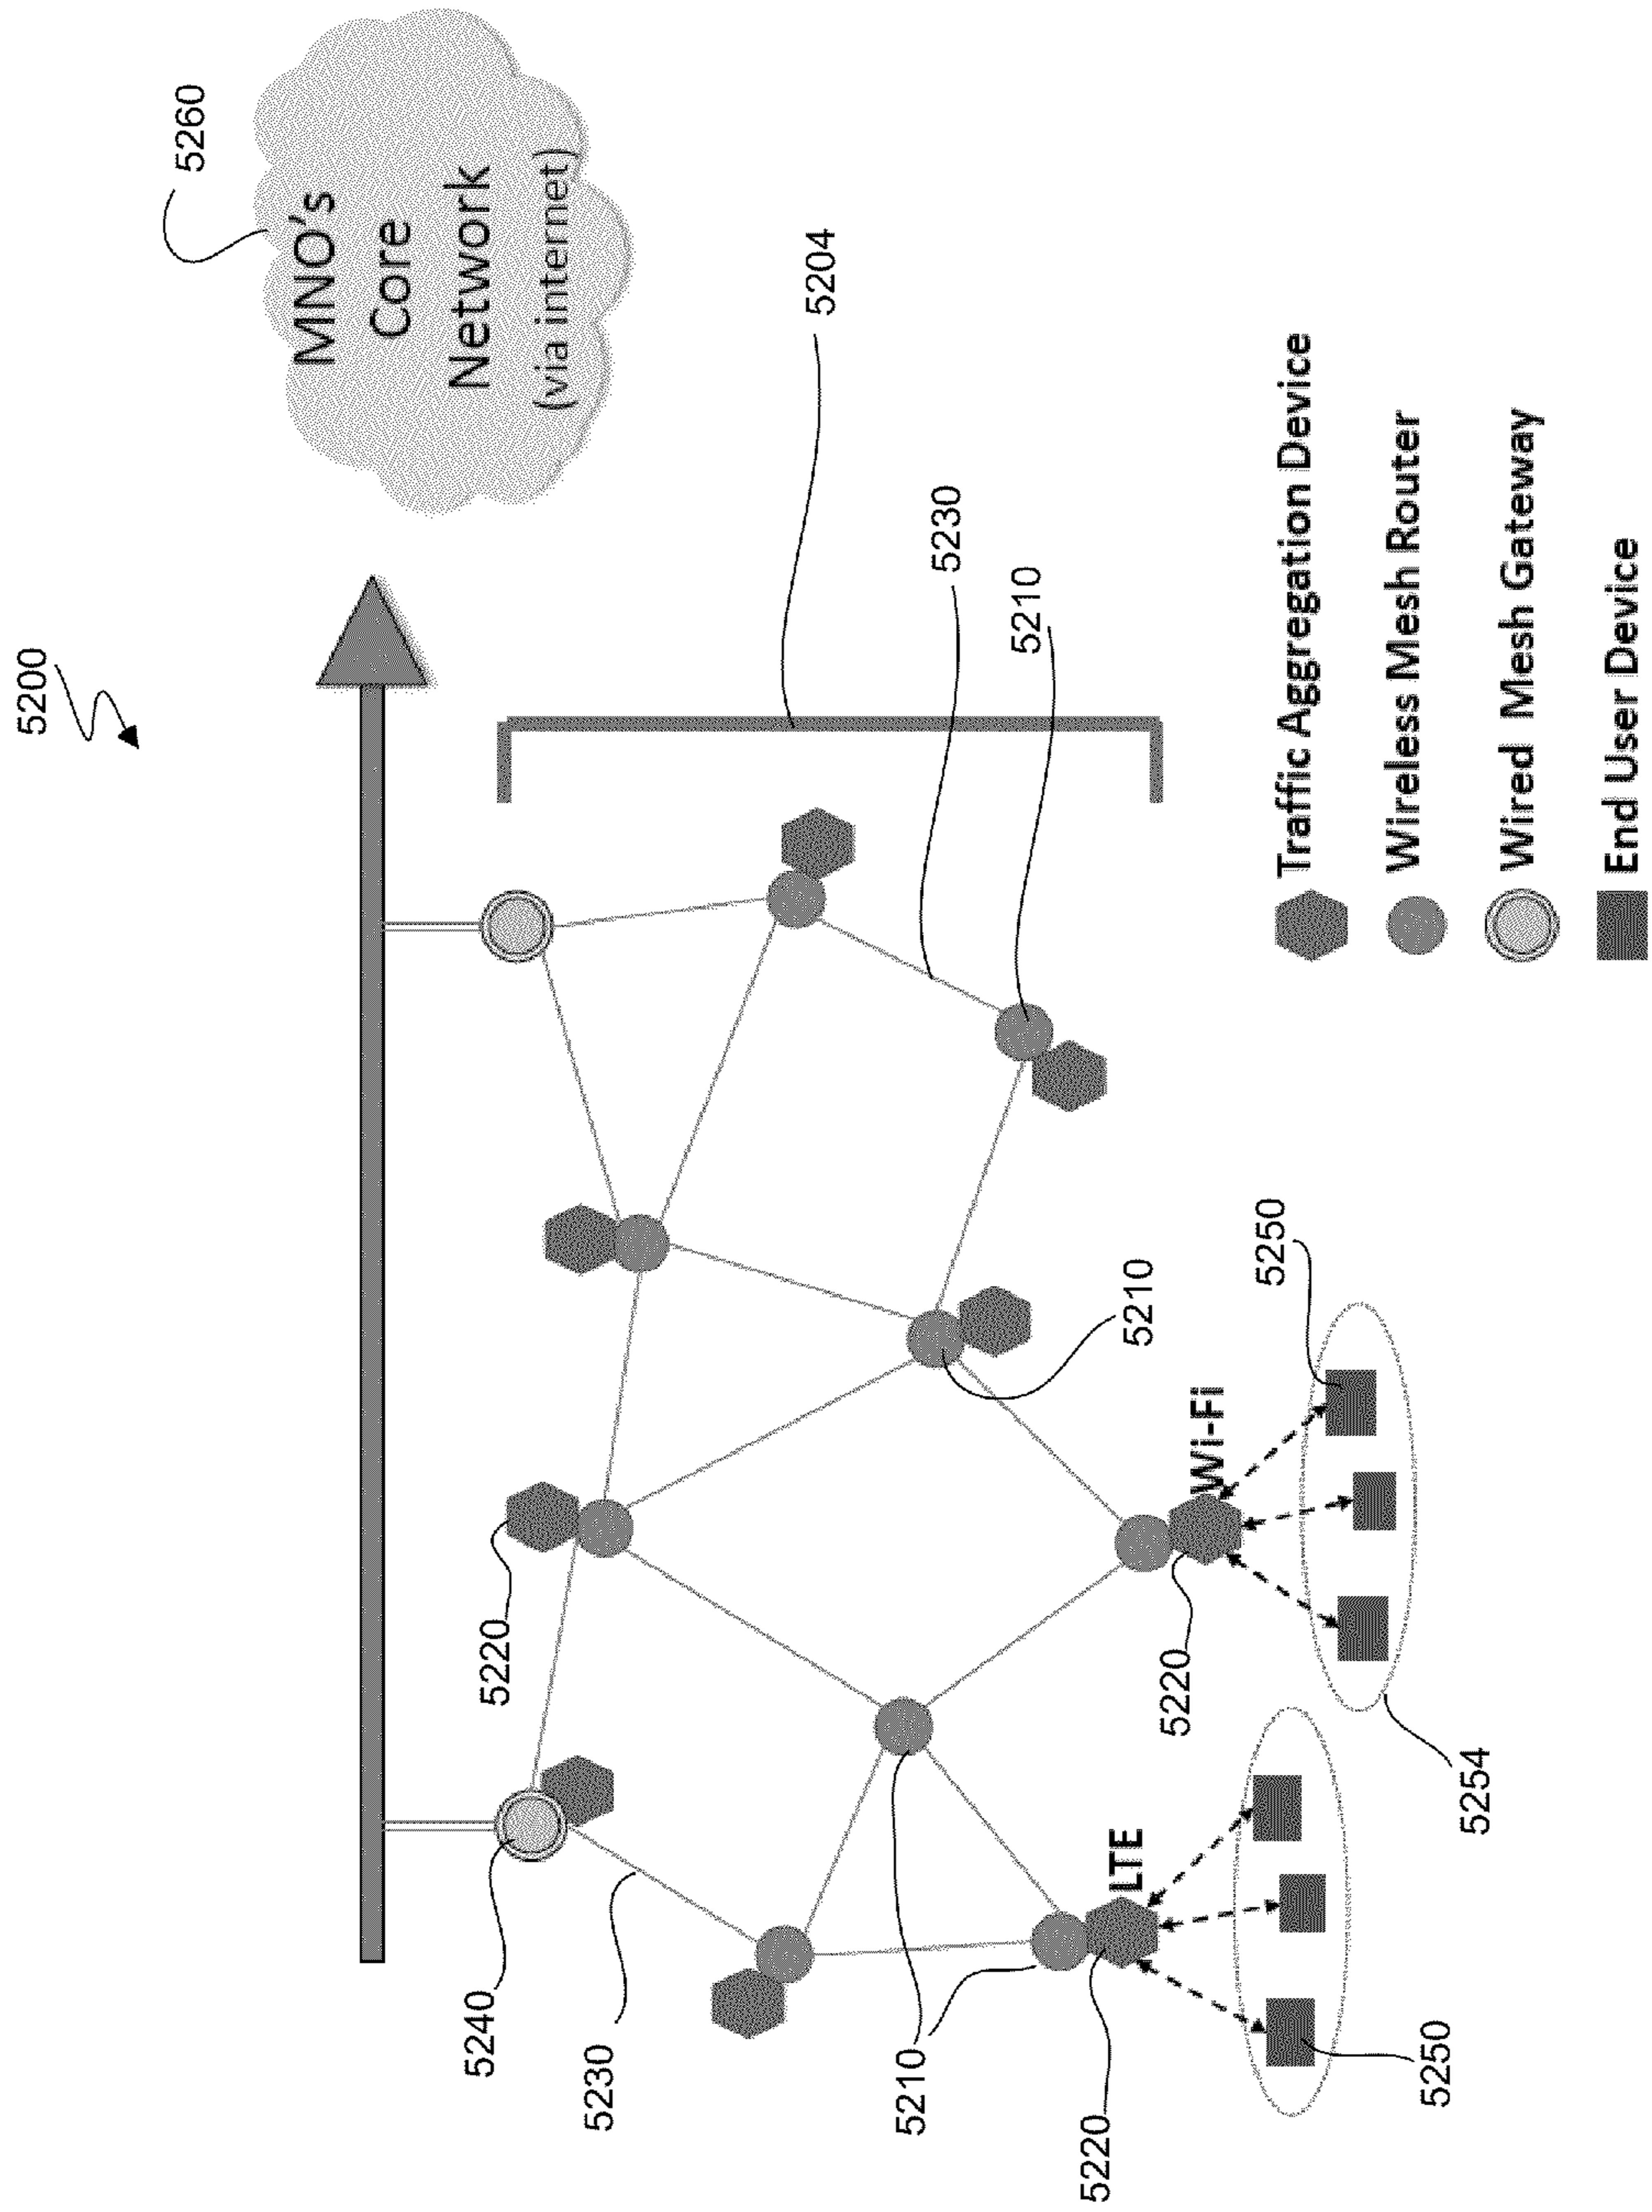 5200
5260
MNO's
Core
Network
(via internet)
5240
5220
5230
5204
5210
5230
5210
5220
LTE
5210
5220
Wi-Fi
5250
5250
5254
Traffic Aggregation Device
Wireless Mesh Router
Wired Mesh Gateway
End User Device